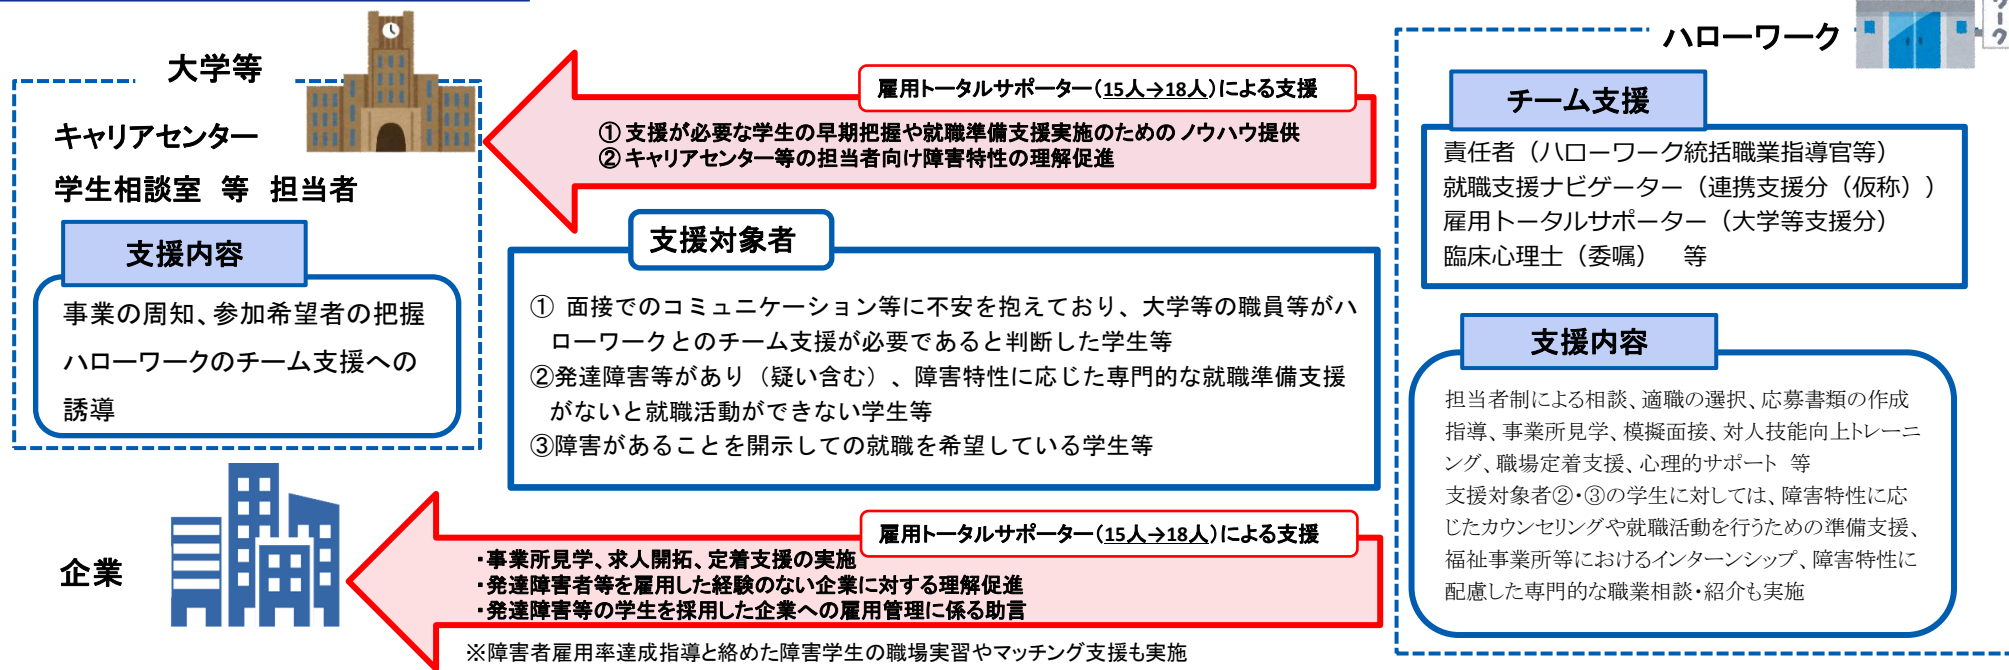 大学等
キャリアセンター
学生相談室　等　担当者
支援内容
事業の周知、参加希望者の把握
ハローワークのチーム支援への
誘導
雇用トータルサポーター（15人→18人）による支援
① 支援が必要な学生の早期把握や就職準備支援実施のためのノウハウ提供
② キャリアセンター等の担当者向け障害特性の理解促進
支援対象者
① 面接でのコミュニケーション等に不安を抱えており、大学等の職員等がハ
ローワークとのチーム支援が必要であると判断した学生等
②発達障害等があり（疑い含む）、障害特性に応じた専門的な就職準備支援
がないと就職活動ができない学生等
③障害があることを開示しての就職を希望している学生等
企業
雇用トータルサポーター（15人→18人）による支援
・事業所見学、求人開拓、定着支援の実施
・発達障害者等を雇用した経験のない企業に対する理解促進
・発達障害等の学生を採用した企業への雇用管理に係る助言
※障害者雇用率達成指導と絡めた障害学生の職場実習やマッチング支援も実施
ハローワーク
ワーク
チーム支援
責任者（ハローワーク統括職業指導官等）
就職支援ナビゲーター（連携支援分（仮称））
雇用トータルサポーター（大学等支援分）
臨床心理士（委嘱）　等
支援内容
担当者制による相談、適職の選択、応募書類の作成
指導、事業所見学、模擬面接、対人技能向上トレーニ
ング、職場定着支援、心理的サポート 等
支援対象者②・③の学生に対しては、障害特性に応
じたカウンセリングや就職活動を行うための準備支援、
福祉事業所等におけるインターンシップ、障害特性に
配慮した専門的な職業相談・紹介も実施